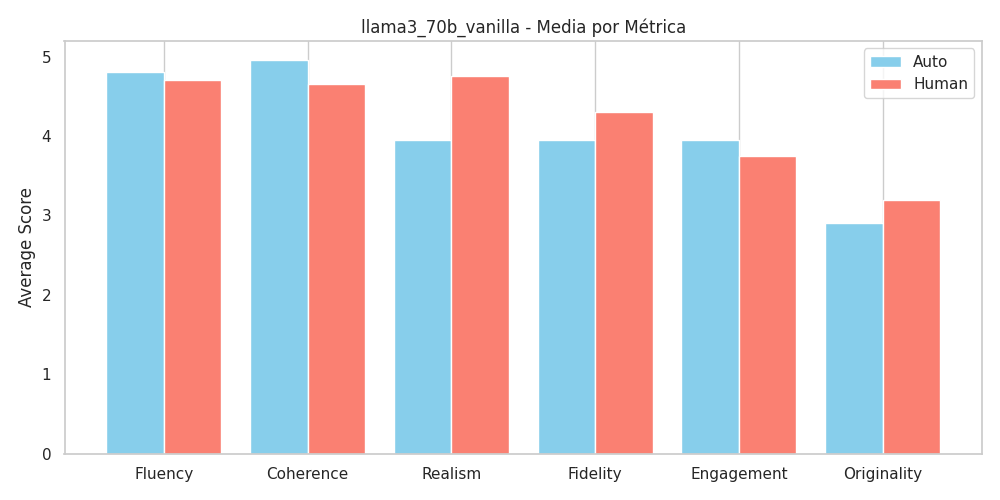 llama3_70b_vanilla - Media por Métrica
Auto
Human
Average Score
5
4
3
2
1
0
Fluency
Coherence
Realism
Fidelity
Engagement
Originality